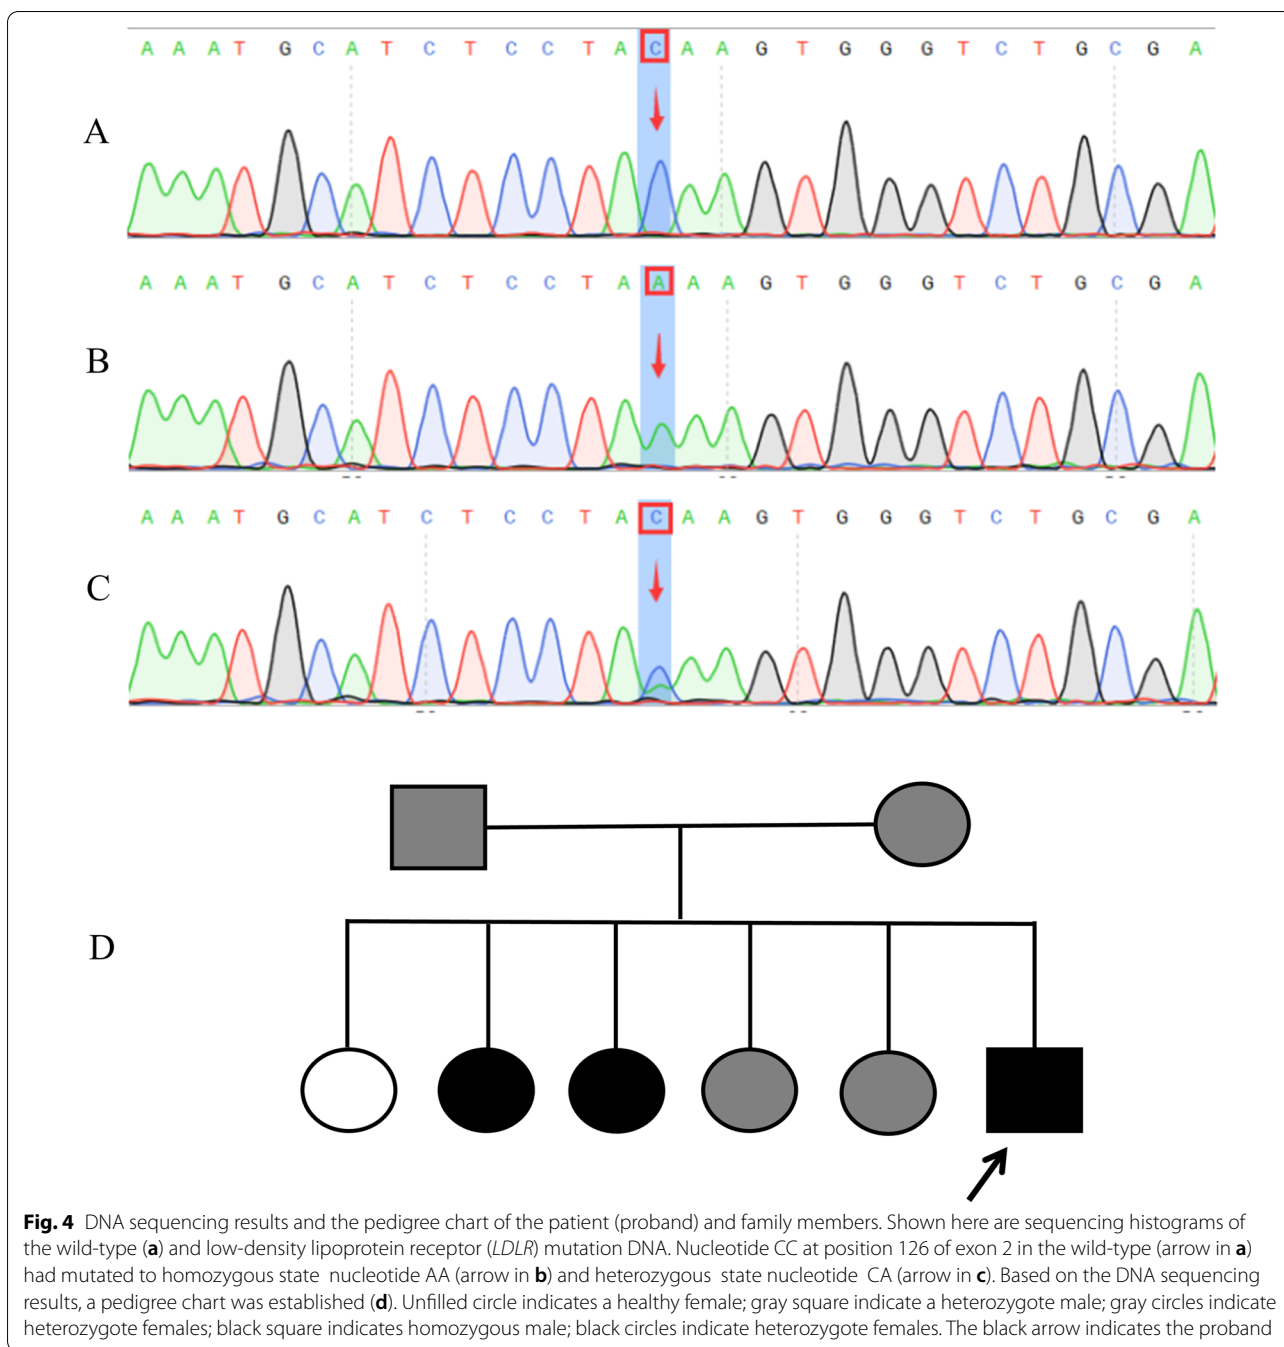 A A A T G C A T C T C C T A C A A G T G G G T C T G C G A
A
A A A T G C A T C T C C T A A A A G T G G G T C T G C G A
B
A A A T G C A T C T C C T A C A A G T G G G T C T G C G A
C
D
Fig. 4 DNA sequencing results and the pedigree chart of the patient (proband) and family members. Shown here are sequencing histograms of
the wild-type (a) and low-density lipoprotein receptor (LDLR) mutation DNA. Nucleotide CC at position 126 of exon 2 in the wild-type (arrow in a)
had mutated to homozygous state nucleotide AA (arrow in b) and heterozygous state nucleotide CA (arrow in c). Based on the DNA sequencing
results, a pedigree chart was established (d). Unfilled circle indicates a healthy female; gray square indicate a heterozygote male; gray circles indicate
heterozygote females; black square indicates homozygous male; black circles indicate heterozygote females. The black arrow indicates the proband